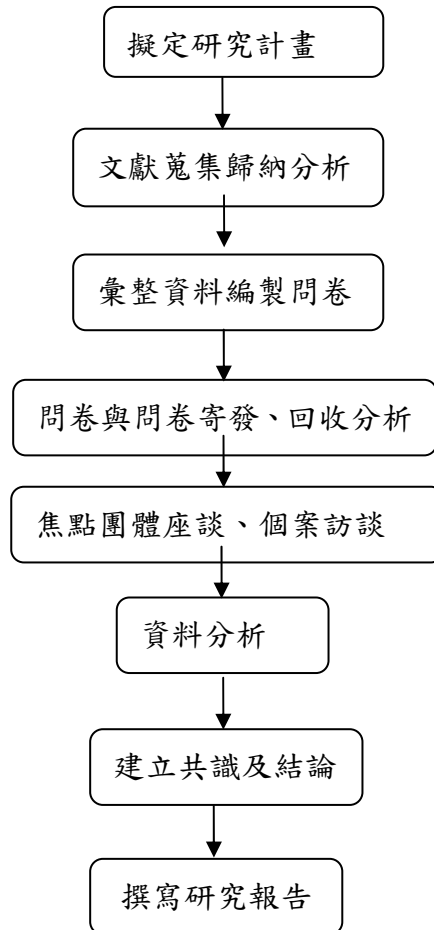 擬定研究計畫
文獻蒐集歸納分析
彙整資料編製問卷
問卷與問卷寄發、回收分析
焦點團體座談、個案訪談
資料分析
建立共識及結論
撰寫研究報告